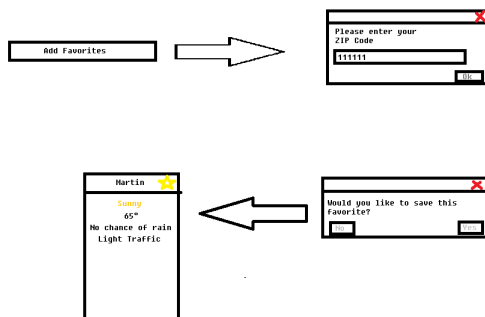 Add Favorites
Please enter your
ZIP Code
111111
Ok
Would you like to save this
favorite?
No
Yes
Martin
Sunny
65°
No chance of rain
Light Traffic